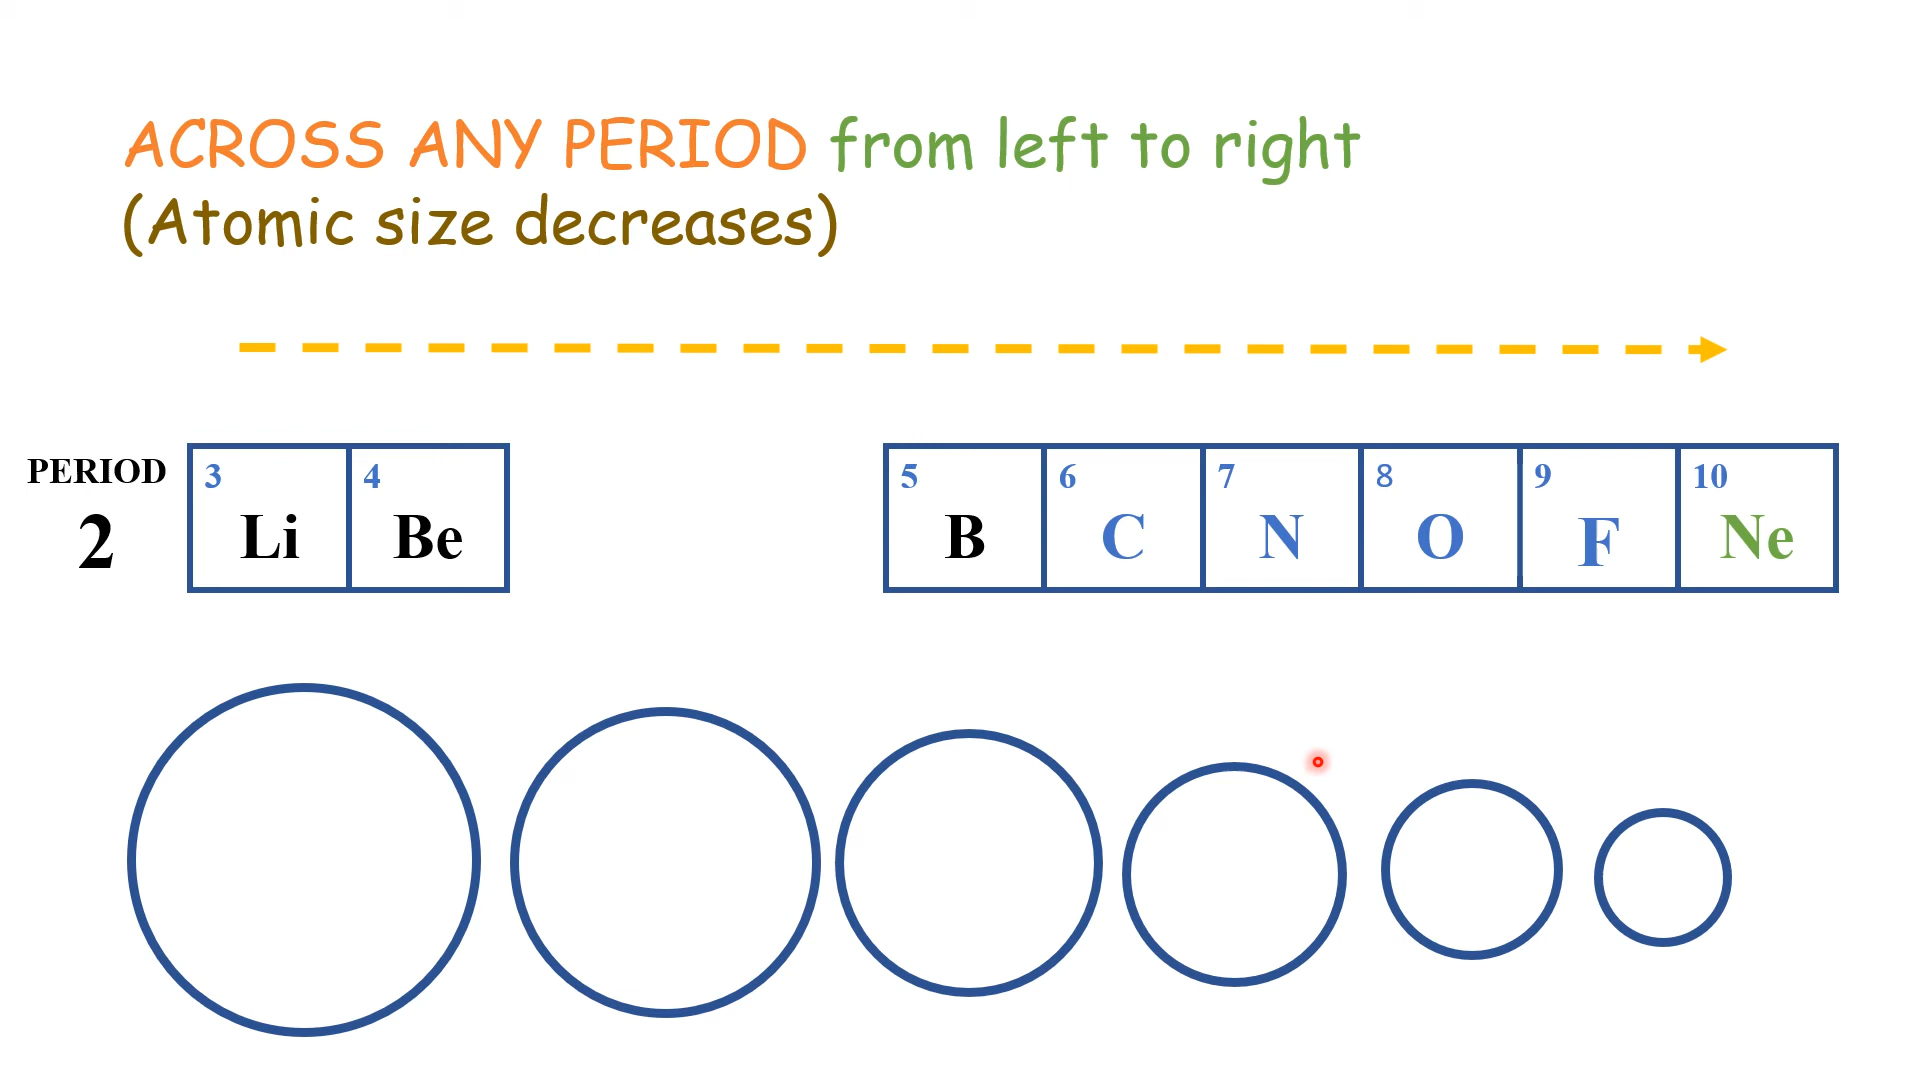 ACROSS ANY PERIOD from left to right
(Atomic size decreases)
PERIOD
2
3
Li
4
Be
5
B
6
C
7
N
8
O
9
F
10
Ne